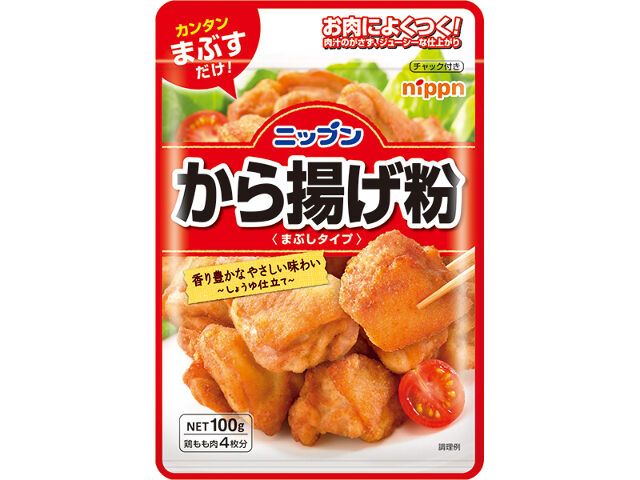 カンタン
まぶす
だけ!
お肉によくつく!
肉汁のがさず、ジューシーな仕上がり
チャック付き
nippn
ニップン
から揚げ粉
〈まぶしタイプ〉
香り豊かなやさしい味わい
~しょうゆ仕立て~
NET 100g
鶏もも肉4枚分
調理例